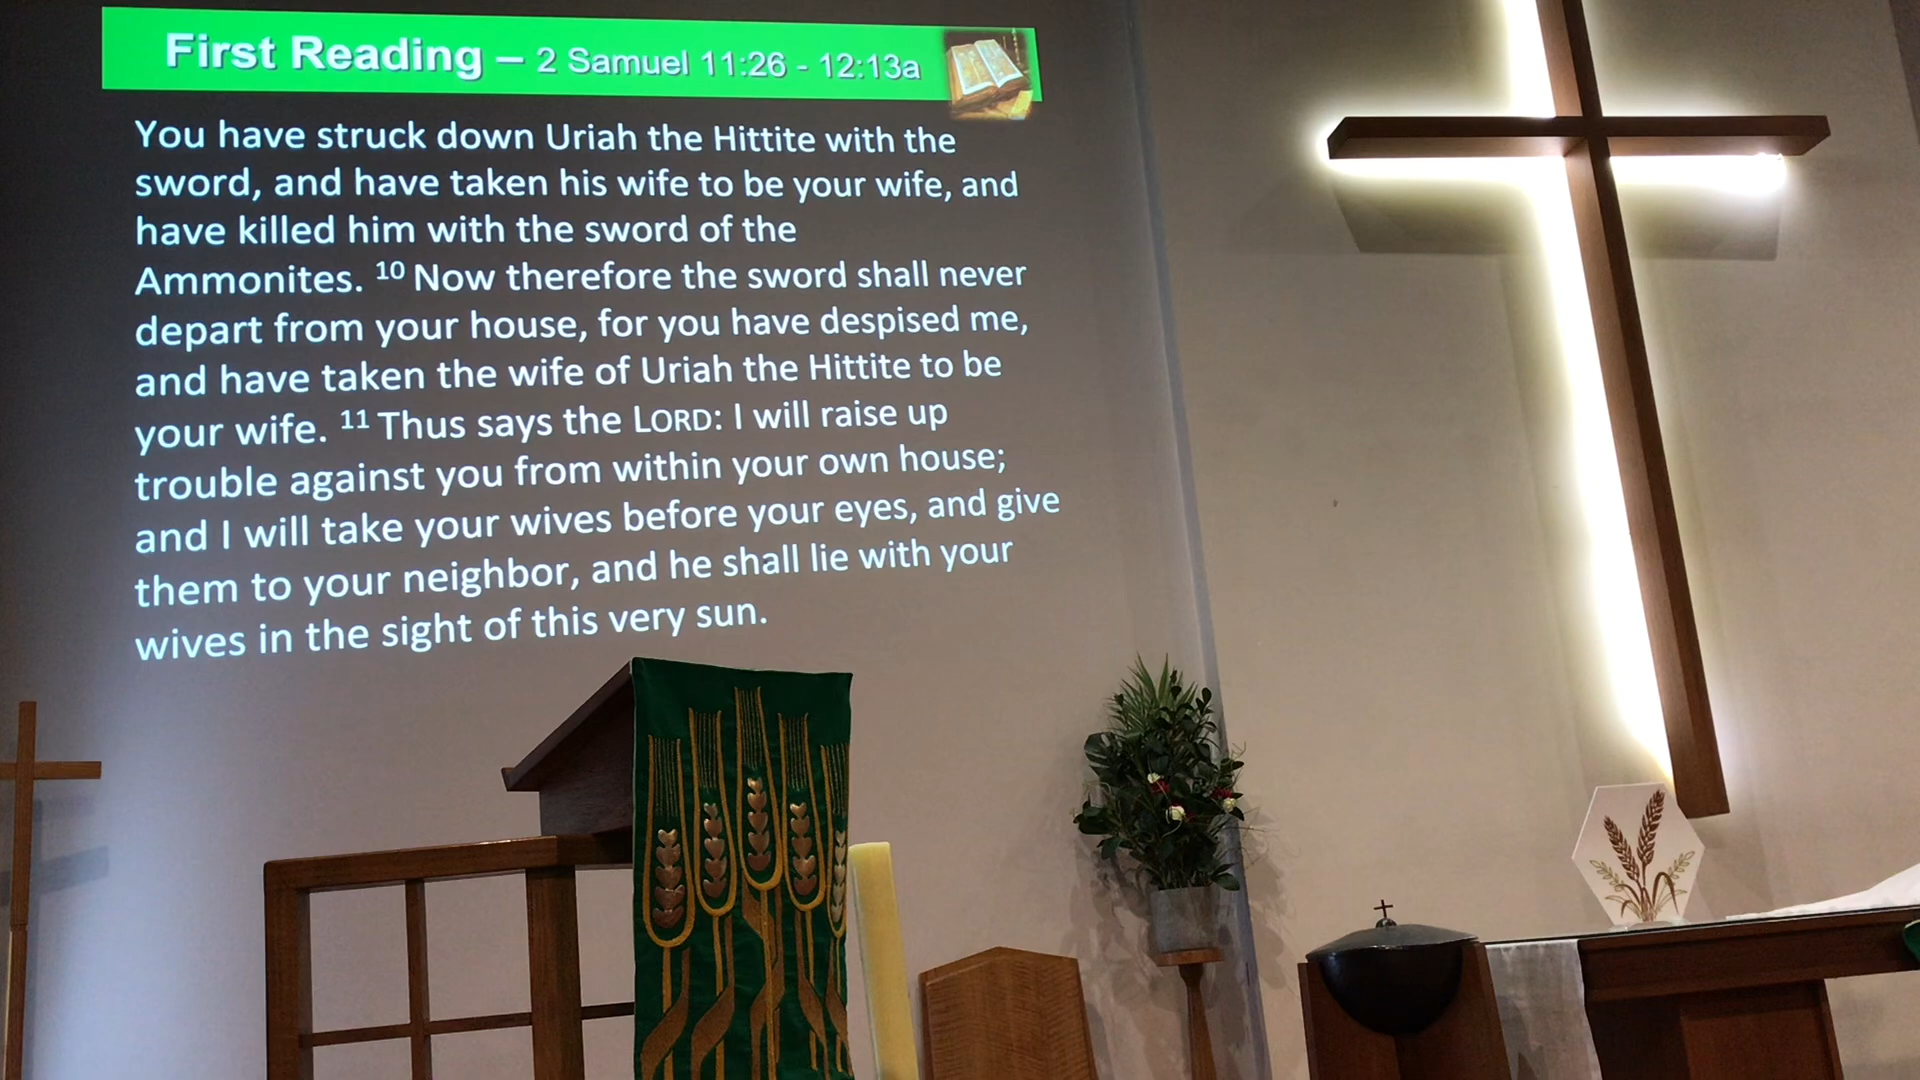 First Reading – 2 Samuel 11:26 - 12:13a
You have struck down Uriah the Hittite with the
sword, and have taken his wife to be your wife, and
have killed him with the sword of the
Ammonites. 10 Now therefore the sword shall never
depart from your house, for you have despised me,
and have taken the wife of Uriah the Hittite to be
your wife. 11 Thus says the LORD: I will raise up
trouble against you from within your own house;
and I will take your wives before your eyes, and give
them to your neighbor, and he shall lie with your
wives in the sight of this very sun.